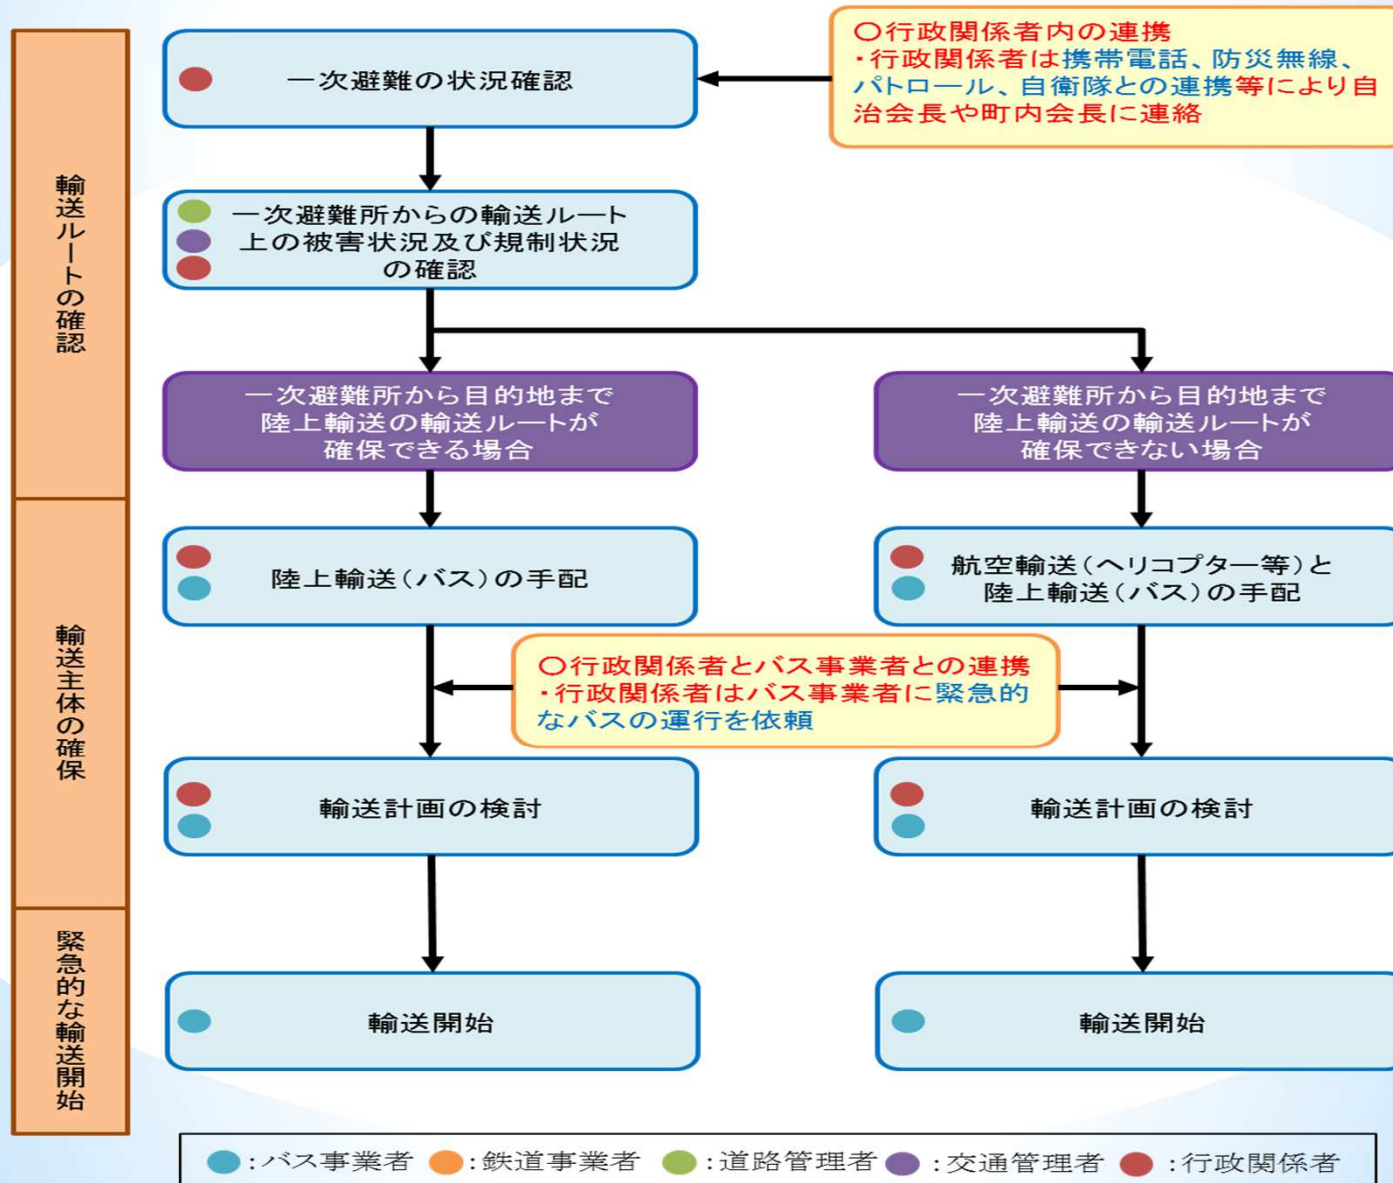 輸送ルートの確認
一次避難の状況確認
〇行政関係者内の連携
・行政関係者は携帯電話、防災無線、
パトロール、自衛隊との連携等により自
治会長や町内会長に連絡
一次避難所からの輸送ルート
上の被害状況及び規制状況
の確認
一次避難所から目的地まで
陸上輸送の輸送ルートが
確保できる場合
一次避難所から目的地まで
陸上輸送の輸送ルートが
確保できない場合
輸送主体の確保
陸上輸送(バス)の手配
航空輸送(ヘリコプター等)と
陸上輸送(バス)の手配
〇行政関係者とバス事業者との連携
・行政関係者はバス事業者に緊急的
なバスの運行を依頼
輸送計画の検討
輸送計画の検討
緊急的な輸送開始
輸送開始
輸送開始
:バス事業者 :鉄道事業者 :道路管理者 :交通管理者 :行政関係者